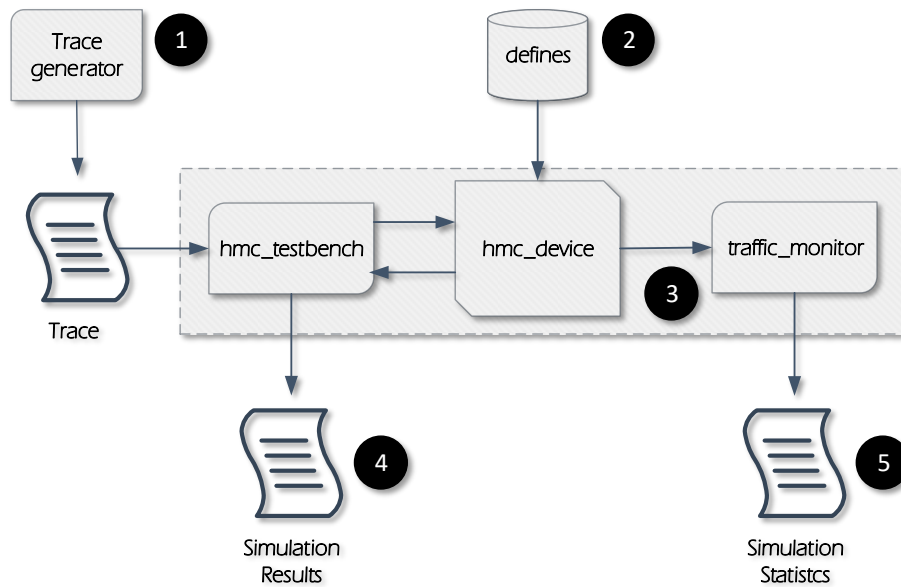 Trace
generator
1
defines
2
hmc_testbench
hmc_device
traffic_monitor
3
Trace
4
5
Simulation
Results
Simulation
Statistcs